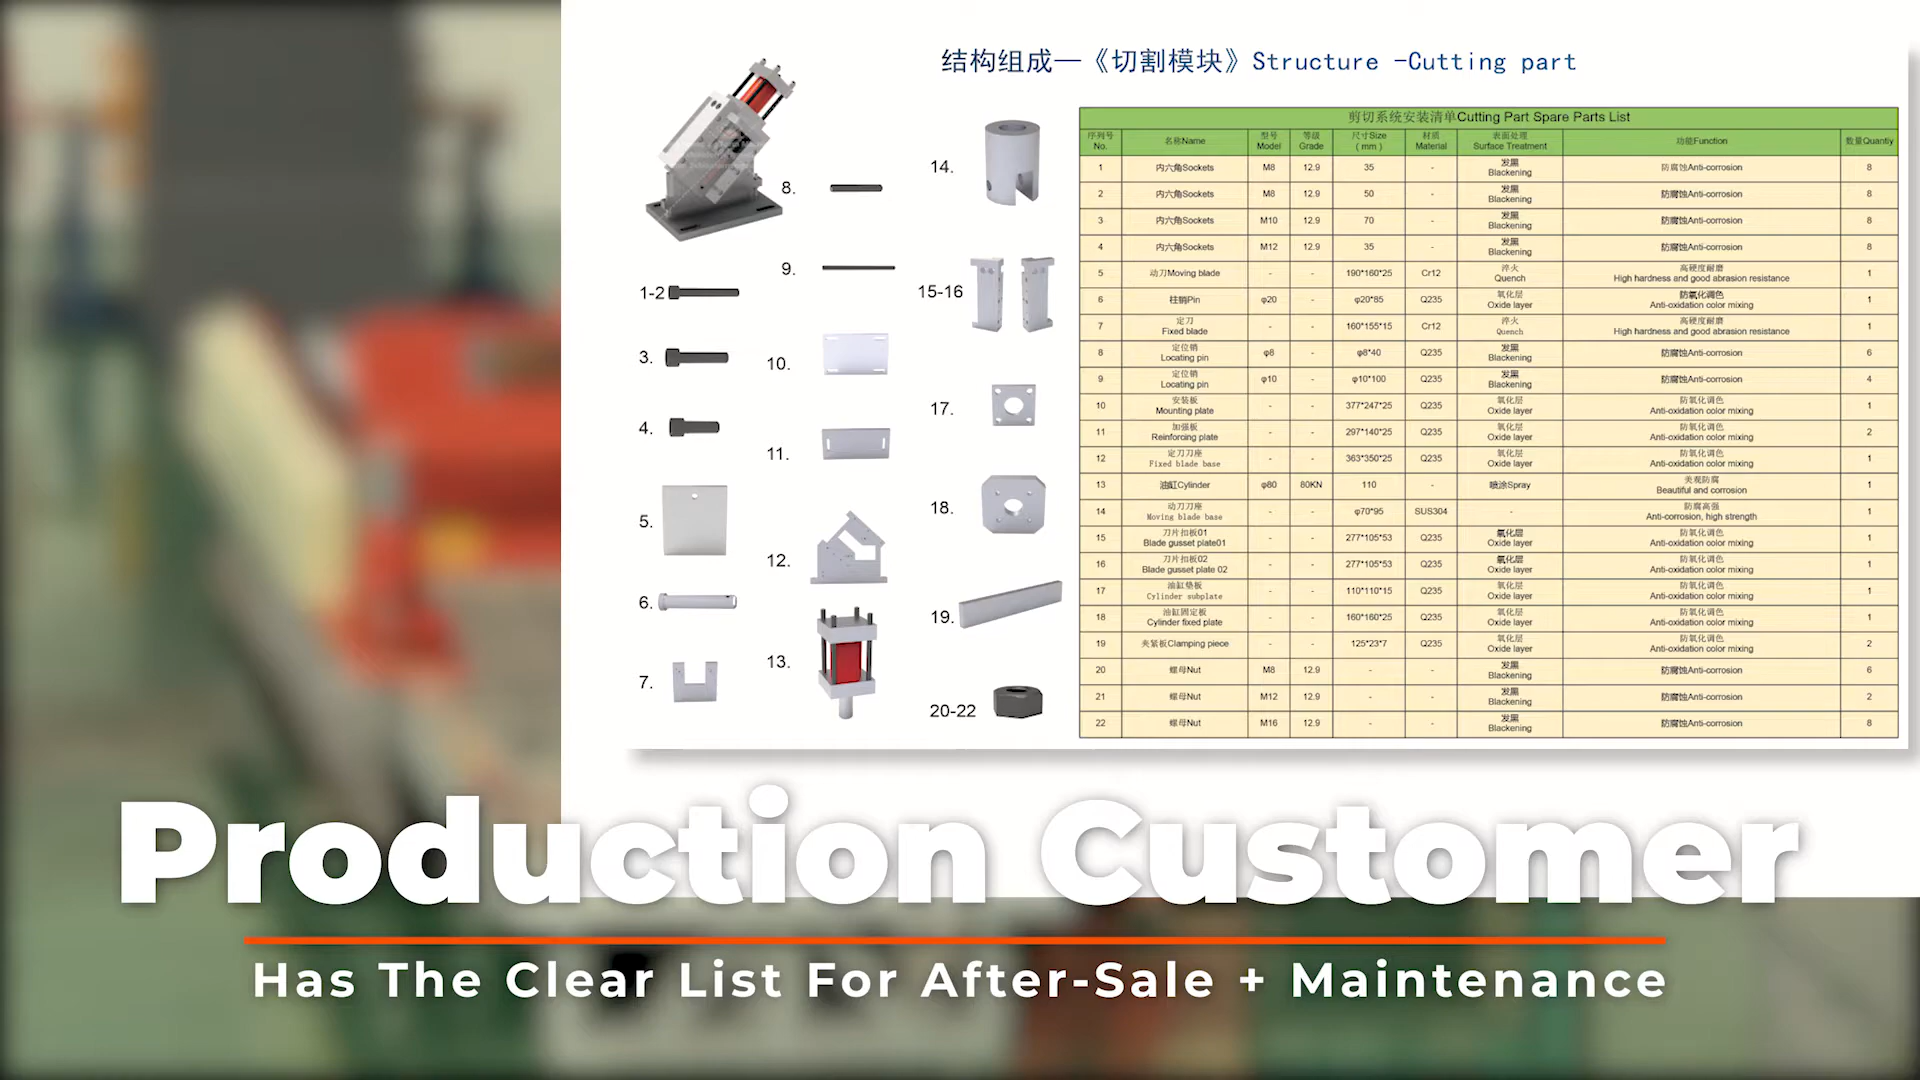 结构组成—《切割模块》Structure -Cutting part
8.
9.
1-2
3.
4.
5.
6.
7.
10.
11.
12.
13.
14.
15-16
17.
18.
19.
20-22
剪切系统安装清单Cutting Part Spare Parts List
序列号 No. 名称Name 型号 Model 等级 Grade 尺寸Size (mm) 材质 Material 表面处理 Surface Treatment 功能Function 数量Quantiy
1 内六角Sockets M8 12.9 35 - 发黑 Blackening 防腐蚀Anti-corrosion 8
2 内六角Sockets M8 12.9 50 - 发黑 Blackening 防腐蚀Anti-corrosion 8
3 内六角Sockets M10 12.9 70 - 发黑 Blackening 防腐蚀Anti-corrosion 8
4 内六角Sockets M12 12.9 35 - 发黑 Blackening 防腐蚀Anti-corrosion 8
5 动刀Moving blade - - 190*160*25 Cr12 淬火 Quench 高硬度耐磨 High hardness and good abrasion resistance 1
6 柱销Pin φ20 - φ20*85 Q235 氧化层 Oxide layer 防氧化调色 Anti-oxidation color mixing 1
7 定刀 Fixed blade - - 160*155*15 Cr12 淬火 Quench 高硬度耐磨 High hardness and good abrasion resistance 1
8 定位销 Locating pin φ8 - φ8*40 Q235 发黑 Blackening 防腐蚀Anti-corrosion 6
9 定位销 Locating pin φ10 - φ10*100 Q235 发黑 Blackening 防腐蚀Anti-corrosion 4
10 安装板 Mounting plate - - 377*247*25 Q235 氧化层 Oxide layer 防氧化调色 Anti-oxidation color mixing 1
11 加强板 Reinforcing plate - - 297*140*25 Q235 氧化层 Oxide layer 防氧化调色 Anti-oxidation color mixing 2
12 定刀刀座 Fixed blade base - - 363*350*25 Q235 氧化层 Oxide layer 防氧化调色 Anti-oxidation color mixing 1
13 油缸Cylinder φ80 80KN 110 - 喷涂Spray 美观防腐 Beautiful and corrosion 1
14 动刀刀座 Moving blade base - - φ70*95 SUS304 - 防腐高强 Anti-corrosion, high strength 1
15 刀片扣板01 Blade gusset plate01 - - 277*105*53 Q235 氧化层 Oxide layer 防氧化调色 Anti-oxidation color mixing 1
16 刀片扣板02 Blade gusset plate 02 - - 277*105*53 Q235 氧化层 Oxide layer 防氧化调色 Anti-oxidation color mixing 1
17 油缸垫板 Cylinder subplate - - 110*110*15 Q235 氧化层 Oxide layer 防氧化调色 Anti-oxidation color mixing 1
18 油缸固定板 Cylinder fixed plate - - 160*160*25 Q235 氧化层 Oxide layer 防氧化调色 Anti-oxidation color mixing 1
19 夹紧板Clamping piece - - 125*23*7 Q235 氧化层 Oxide layer 防氧化调色 Anti-oxidation color mixing 2
20 螺母Nut M8 12.9 - - 发黑 Blackening 防腐蚀Anti-corrosion 6
21 螺母Nut M12 12.9 - - 发黑 Blackening 防腐蚀Anti-corrosion 2
22 螺母Nut M16 12.9 - - 发黑 Blackening 防腐蚀Anti-corrosion 8
Production Customer
Has The Clear List For After-Sale + Maintenance